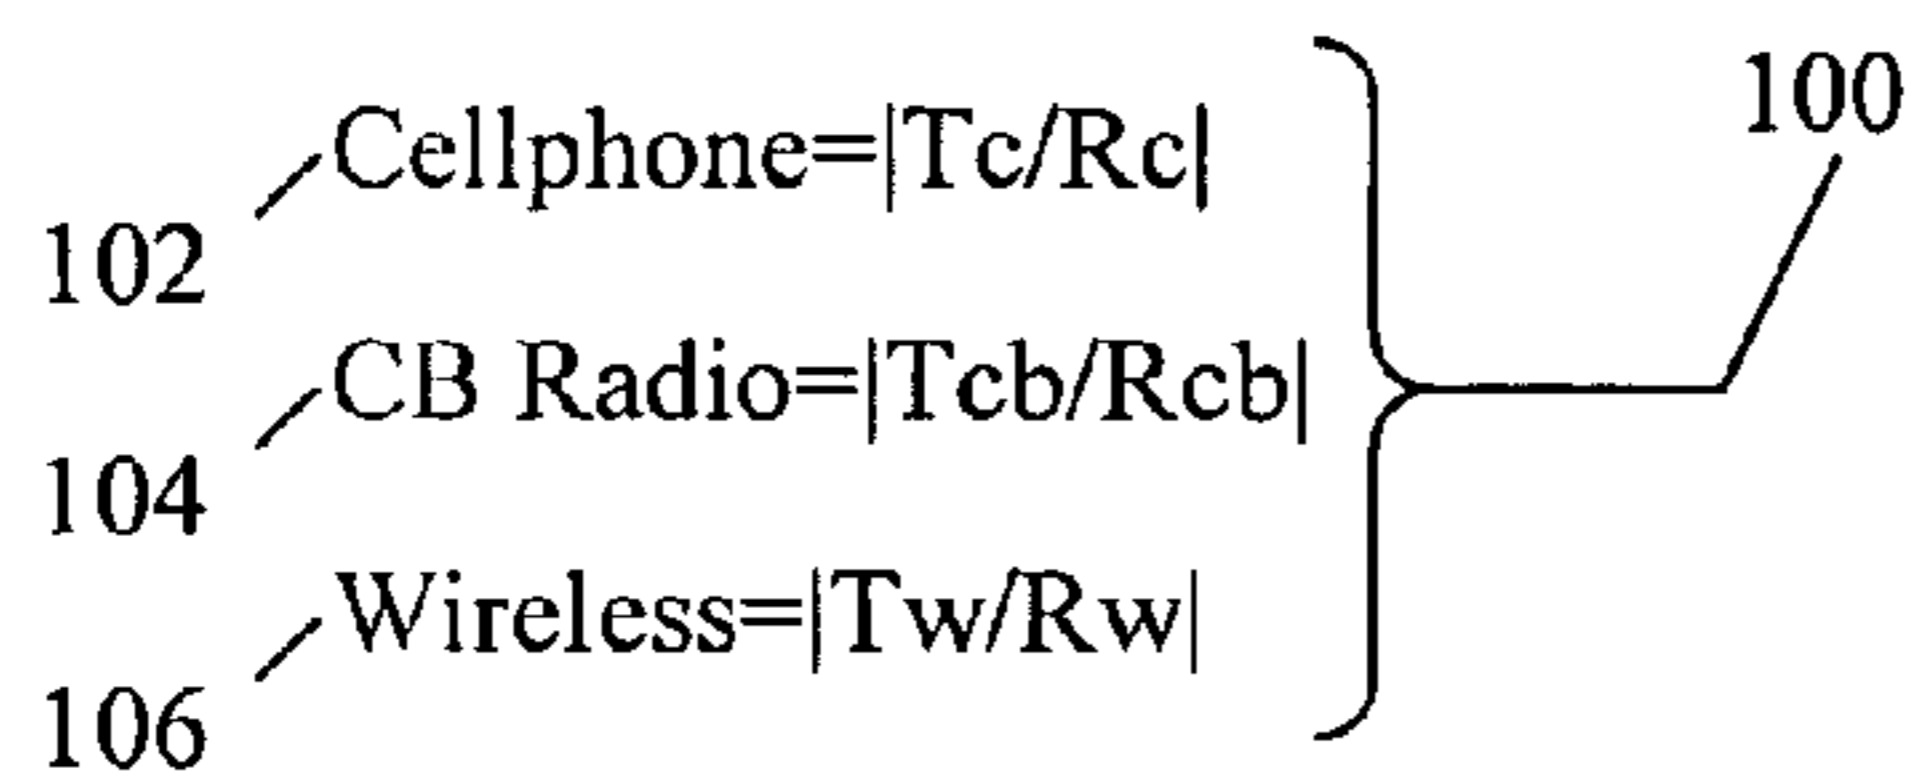 100
Cellphone=|Tc/Rc|
102
CB Radio=|Tcb/Rcb|
104
Wireless=|Tw/Rw|
106